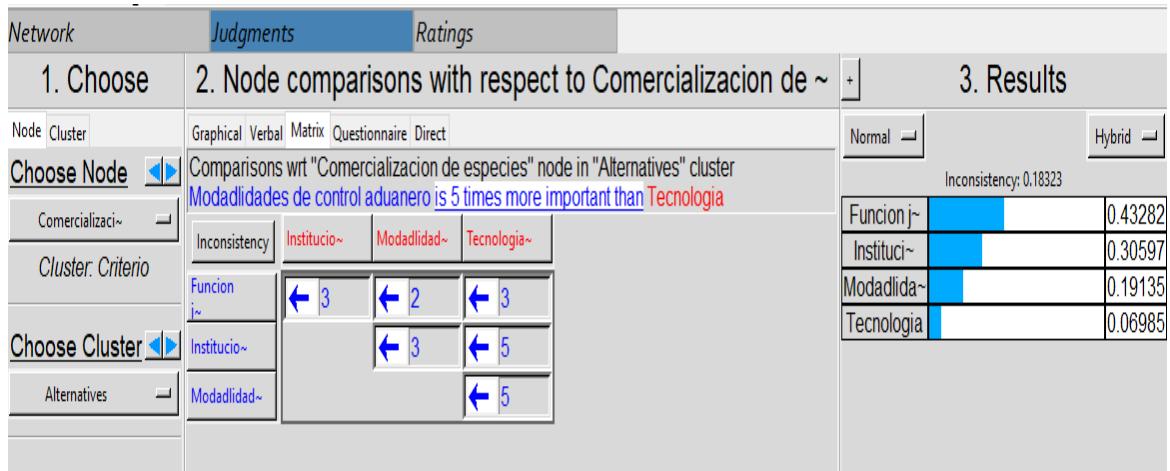 Network Judgments Ratings
1. Choose 2. Node comparisons with respect to Comercializacion de ~ + 3. Results
Node Cluster Graphical Verbal Matrix Questionnaire Direct Normal Hybrid
Choose Node
Comparisons wrt "Comercializacion de especies" node in "Alternatives" cluster
Modadlidades de control aduanero is 5 times more important than Tecnologia
Inconsistency: 0.18323
Comercializaci~
Cluster: Criterio
Choose Cluster
Alternatives
Inconsistency Institucio~ Modadlidad~ Tecnologia~
Funcion j~ 3 2 3
Institucio~ 3 5
Modadlidad~ 5
Funcion j~ 0.43282
Instituci~ 0.30597
Modadlida~ 0.19135
Tecnologia 0.06985